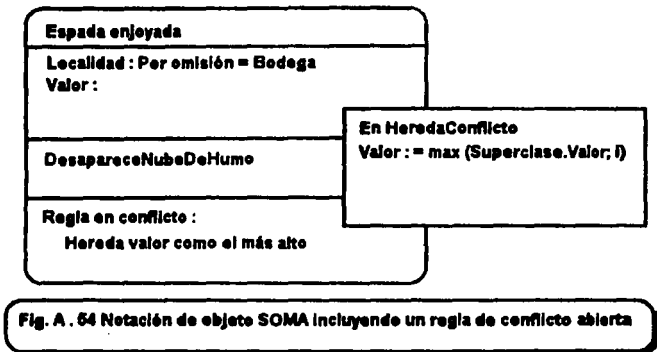 Espada enjoyada
Localidad : Por omisión = Bodega
Valor :
En HeredaConflicto
Valor : = max (Superclase.Valor; i)
DesapareceNubeDeHumo
Regla en conflicto :
Hereda valor como el más alto
Fig. A . 54 Notación de objeto SOMA incluyendo un regla de conflicto abierta